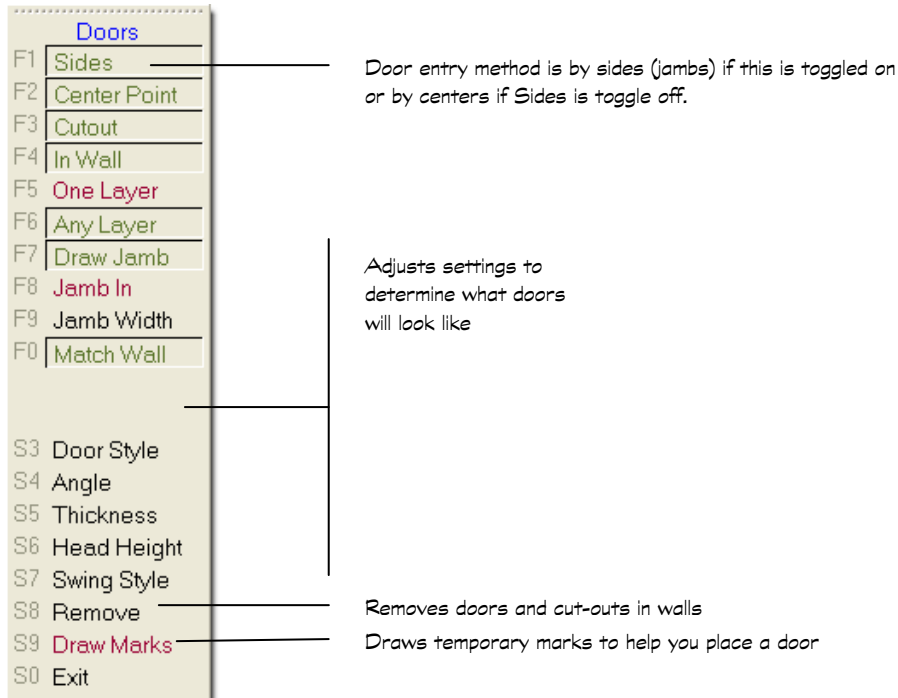 Doors
F1 Sides
Door entry method is by sides (jambs) if this is toggled on
or by centers if Sides is toggle off.
F2 Center Point
F3 Cutout
F4 In Wall
F5 One Layer
F6 Any Layer
F7 Draw Jamb
Adjusts settings to
determine what doors
will look like
F8 Jamb In
F9 Jamb Width
F0 Match Wall
S3 Door Style
S4 Angle
S5 Thickness
S6 Head Height
S7 Swing Style
S8 Remove
Removes doors and cut-outs in walls
S9 Draw Marks
Draws temporary marks to help you place a door
S0 Exit